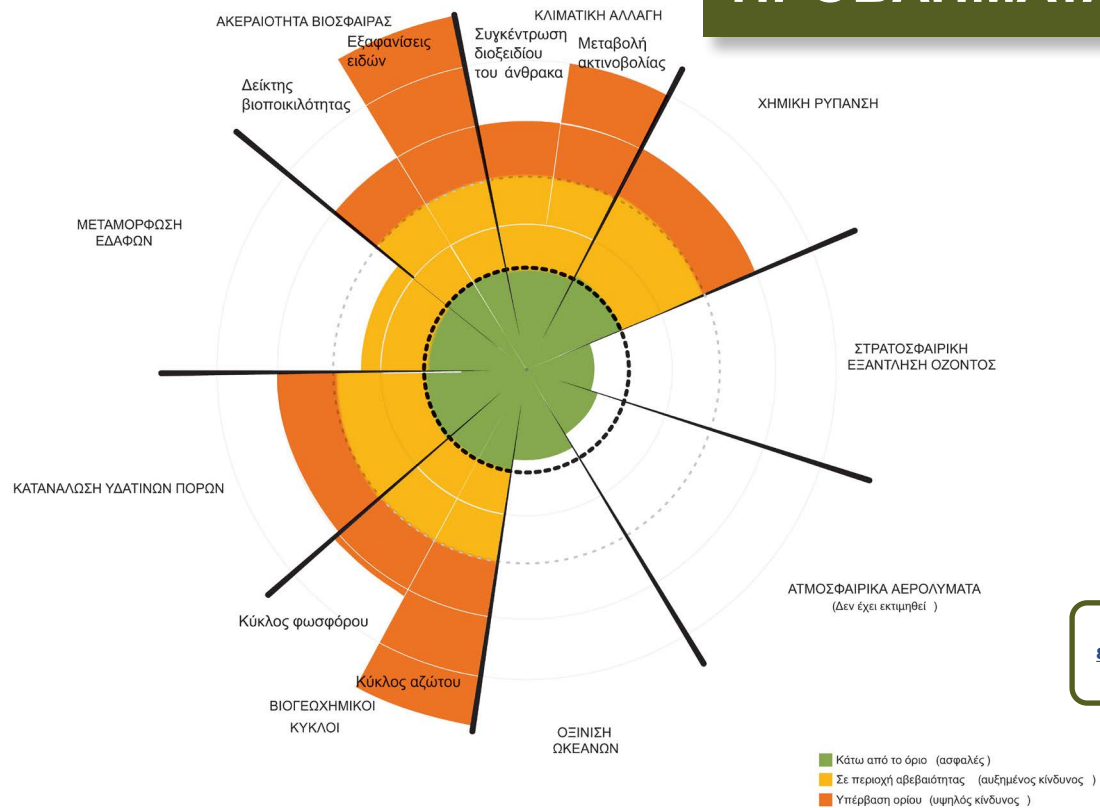 ΑΚΕΡΑΙΟΤΗΤΑ ΒΙΟΣΦΑΙΡΑΣ
Εξαφανίσεις
ειδών
Δείκτης
βιοποικιλότητας
ΚΛΙΜΑΤΙΚΗ ΑΛΛΑΓΗ
Συγκέντρωση
διοξειδίου
του άνθρακα
Μεταβολή
ακτινοβολίας
ΧΗΜΙΚΗ ΡΥΠΑΝΣΗ
ΜΕΤΑΜΟΡΦΩΣΗ
ΕΔΑΦΩΝ
ΣΤΡΑΤΟΣΦΑΙΡΙΚΗ
ΕΞΑΝΤΛΗΣΗ ΟΖΟΝΤΟΣ
ΚΑΤΑΝΑΛΩΣΗ ΥΔΑΤΙΝΩΝ ΠΟΡΩΝ
ΑΤΜΟΣΦΑΙΡΙΚΑ ΑΕΡΟΛΥΜΑΤΑ
(Δεν έχει εκτιμηθεί )
Κύκλος φωσφόρου
Κύκλος αζώτου
ΒΙΟΓΕΩΧΗΜΙΚΟΙ
ΚΥΚΛΟΙ
ΟΞΙΝΙΣΗ
ΩΚΕΑΝΩΝ
Κάτω από το όριο (ασφαλές )
Σε περιοχή αβεβαιότητας (αυξημένος κίνδυνος )
Υπέρβαση ορίου (υψηλός κίνδυνος )